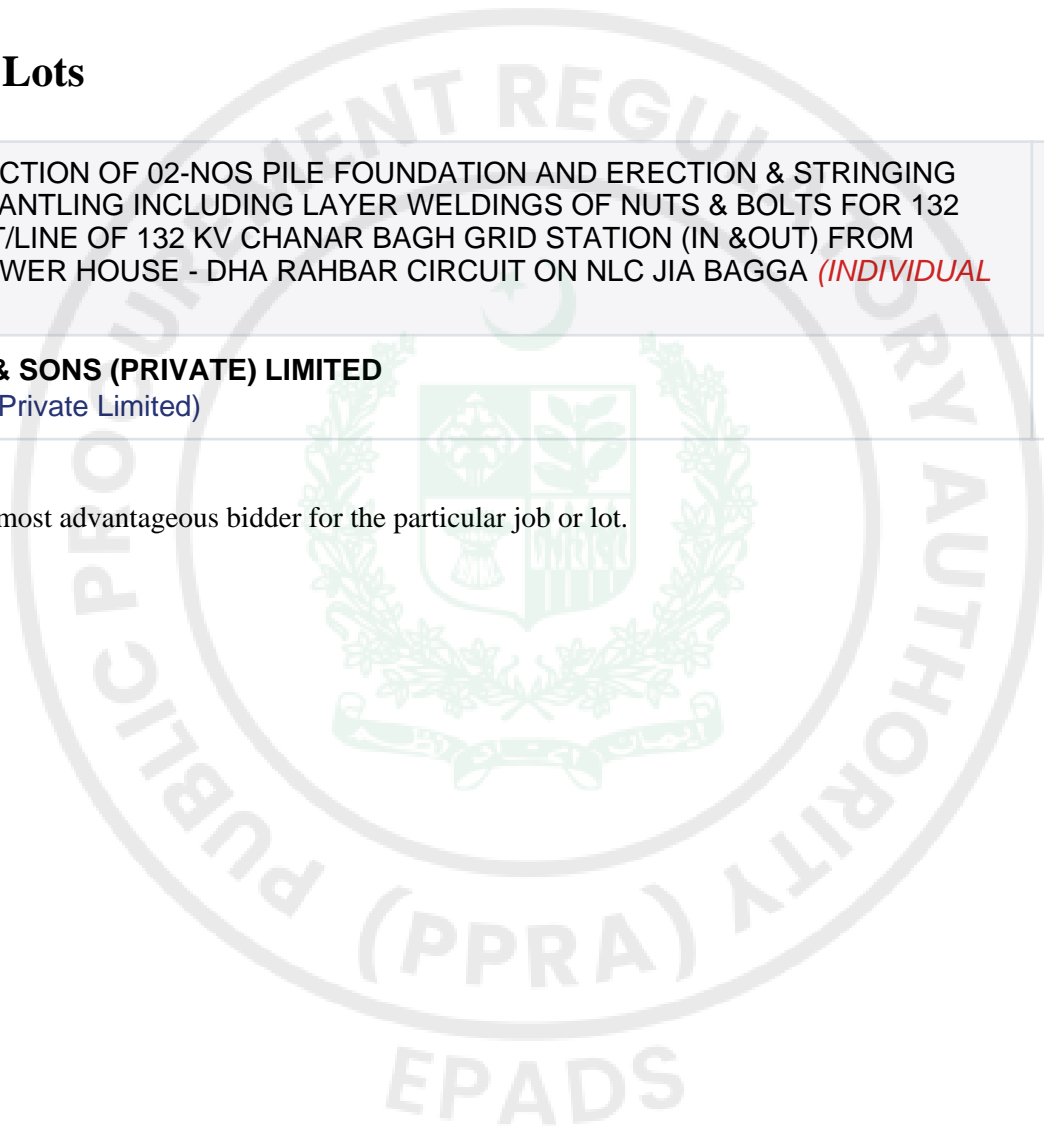 Lots
CTION OF 02-NOS PILE FOUNDATION AND ERECTION & STRINGING
ANTLING INCLUDING LAYER WELDINGS OF NUTS & BOLTS FOR 132
T/LINE OF 132 KV CHANAR BAGH GRID STATION (IN &OUT) FROM
WER HOUSE - DHA RAHBAR CIRCUIT ON NLC JIA BAGGA (INDIVIDUAL
& SONS (PRIVATE) LIMITED
Private Limited)
most advantageous bidder for the particular job or lot.
PUBLIC PROCUREMENT REGULATORY AUTHORITY
(PPRA)
EPADS